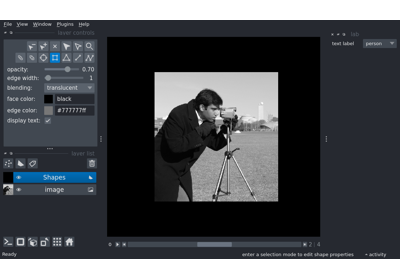 File View Window Plugins Help
layer controls
opacity: 0.70
edge width: 1
blending: translucent
face color: black
edge color: #777777ff
display text:
layer list
Shapes
image
text label person
0 2 4
Ready
enter a selection mode to edit shape properties
activity